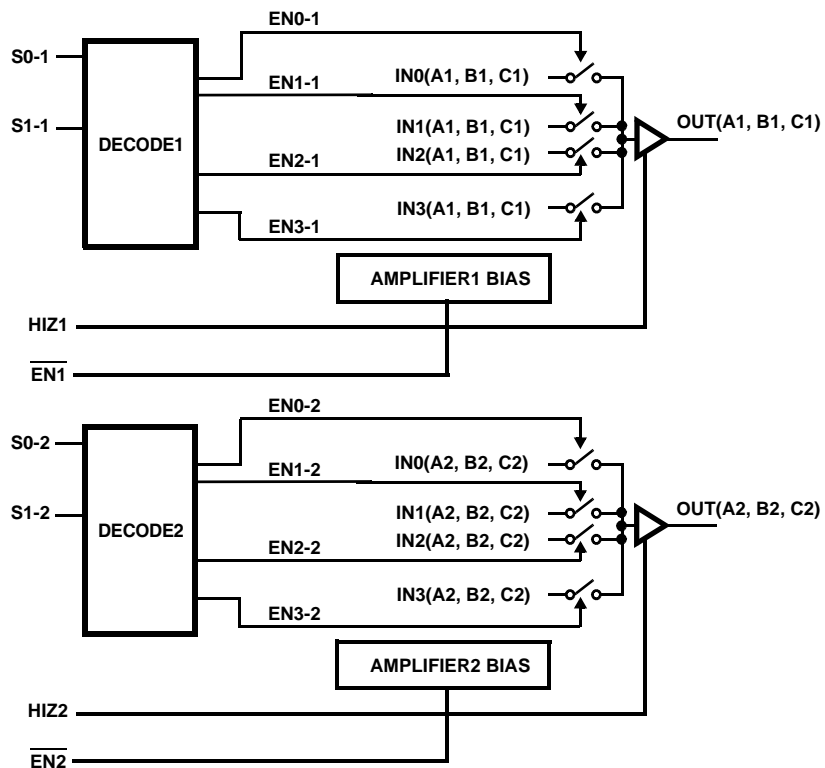 EN0-1
S0-1
EN1-1
IN0(A1, B1, C1)
S1-1
IN1(A1, B1, C1)
OUT(A1, B1, C1)
DECODE1
IN2(A1, B1, C1)
EN2-1
IN3(A1, B1, C1)
EN3-1
AMPLIFIER1 BIAS
HIZ1
EN1
EN0-2
S0-2
IN0(A2, B2, C2)
EN1-2
S1-2
IN1(A2, B2, C2)
OUT(A2, B2, C2)
DECODE2
IN2(A2, B2, C2)
EN2-2
IN3(A2, B2, C2)
EN3-2
AMPLIFIER2 BIAS
HIZ2
EN2